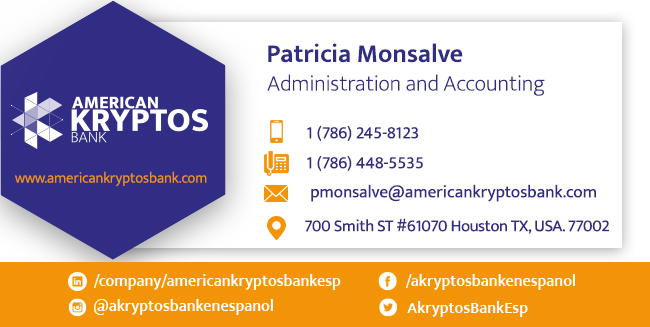 AMERICAN
KRYPTOS
BANK
www.americankryptosbank.com
Patricia Monsalve
Administration and Accounting
1 (786) 245-8123
1 (786) 448-5535
pmonsalve@americankryptosbank.com
700 Smith ST #61070 Houston TX, USA. 77002
/company/americankryptosbankesp
/akryptosbankenespanol
@akryptosbankenespanol
AkryptosBankEsp